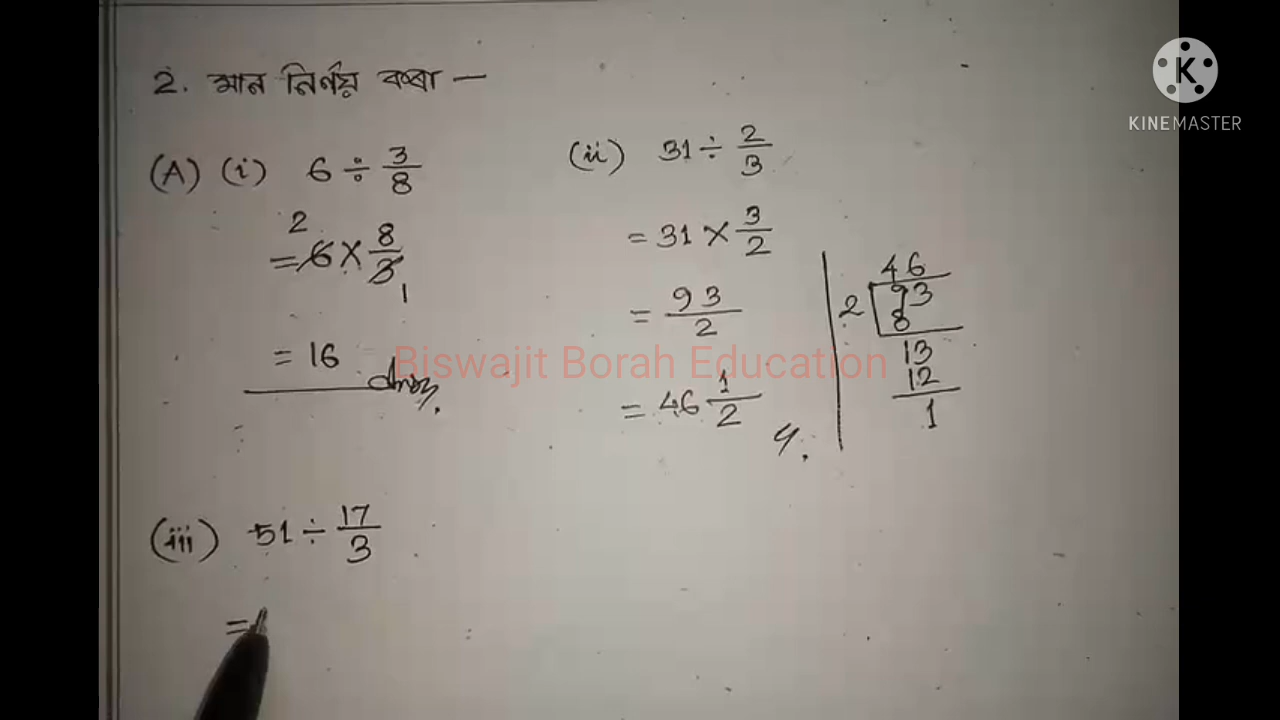 2. মান নিৰ্ণয় কৰা —
(A) (i) 6 ÷ 3/8
2
= 6 × 8/3
1
= 16 Ans.
(ii) 31 ÷ 2/3
= 31 × 3/2
= 93/2
= 46 1/2
46
2 93
8
13
12
1
(iii) 51 ÷ 17/3
=
Biswajit Borah Education
K
KINEMASTER